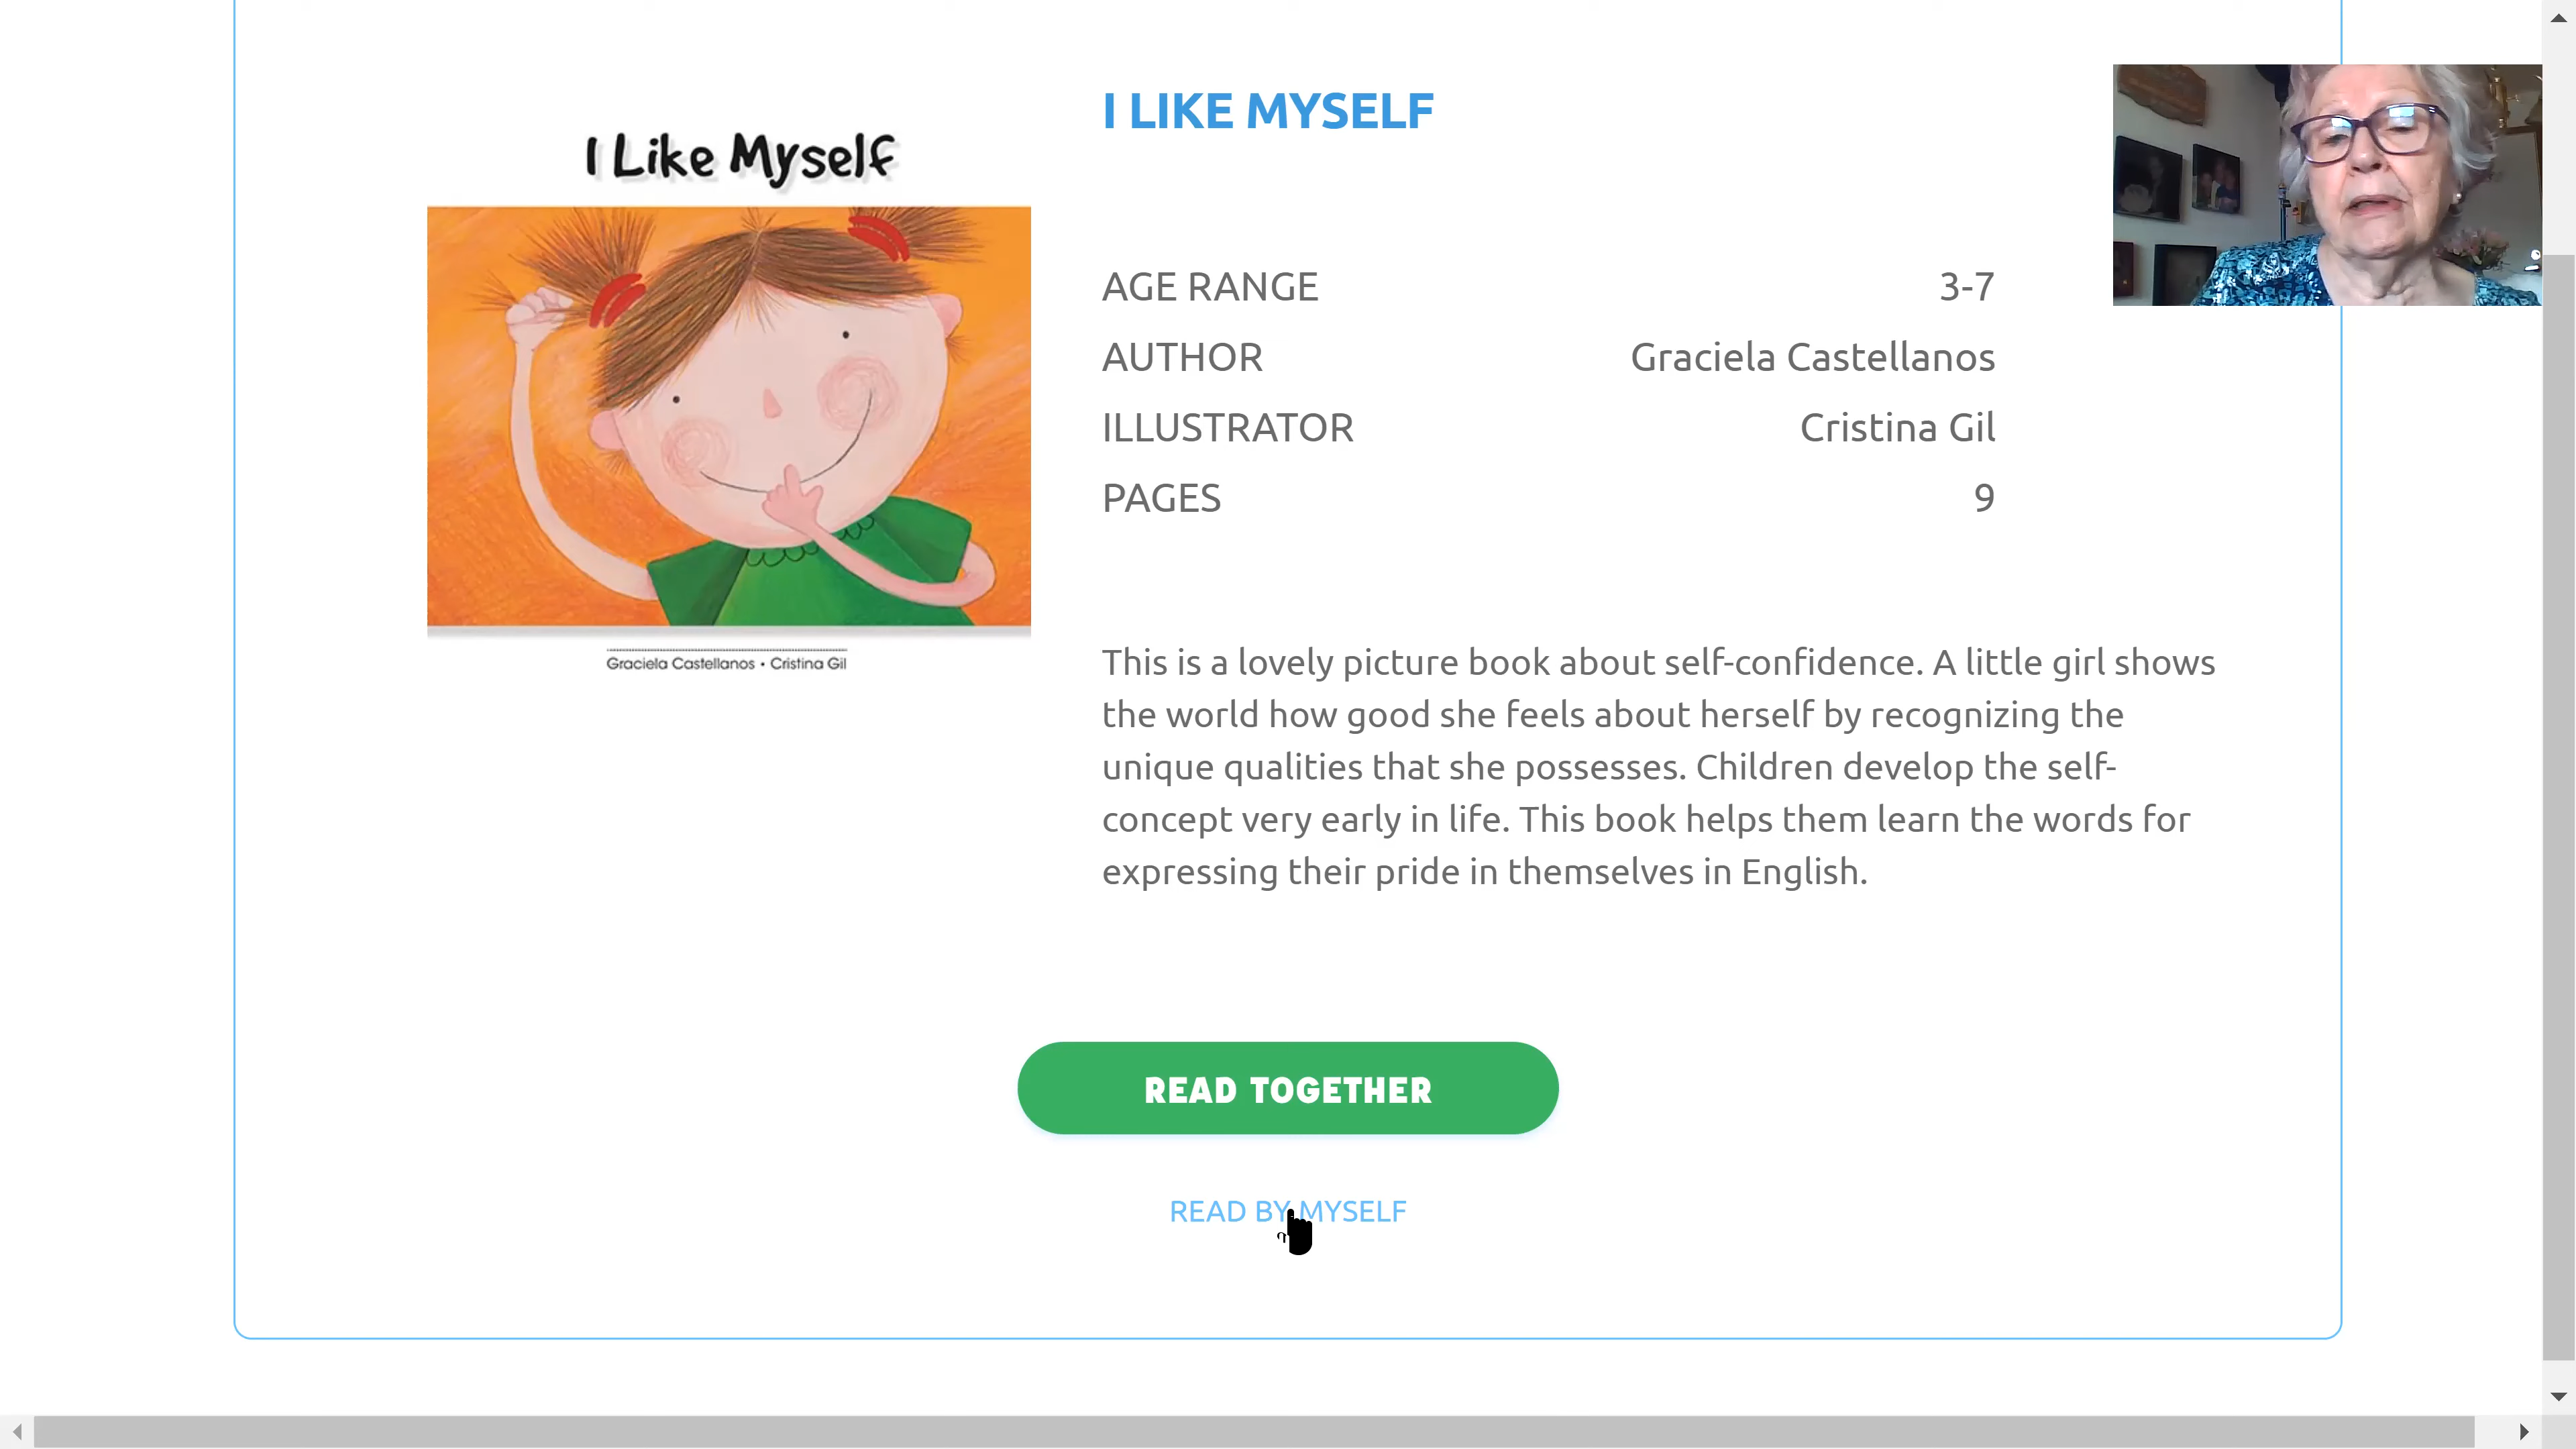 I LIKE MYSELF
I Like Myself
Graciela Castellanos • Cristina Gil
AGE RANGE 3-7
AUTHOR Graciela Castellanos
ILLUSTRATOR Cristina Gil
PAGES 9
This is a lovely picture book about self-confidence. A little girl shows
the world how good she feels about herself by recognizing the
unique qualities that she possesses. Children develop the self-
concept very early in life. This book helps them learn the words for
expressing their pride in themselves in English.
READ TOGETHER
READ BY MYSELF